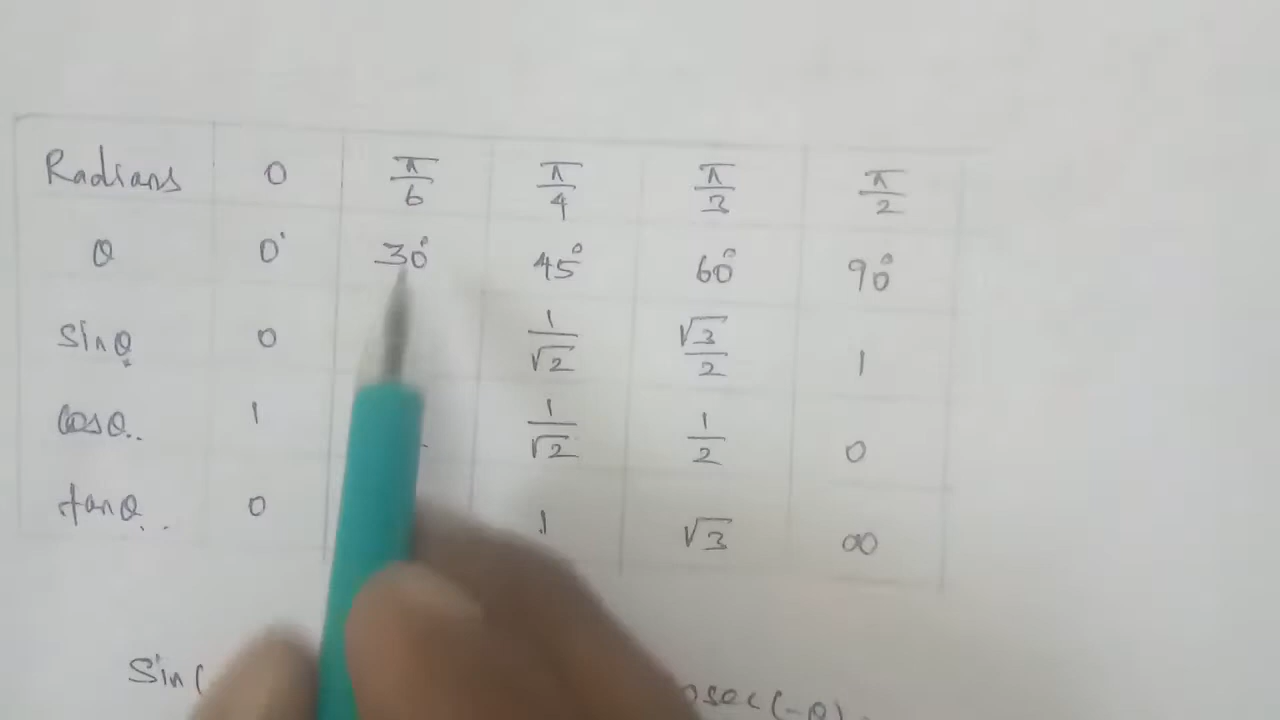 Radians 0 π/6 π/4 π/3 π/2
θ 0° 30° 45° 60° 90°
Sinθ 0 1/√2 √3/2 1
Cosθ.. 1 1/√2 1/2 0
tanθ... 0 1 √3 ∞
Sin( (-θ)